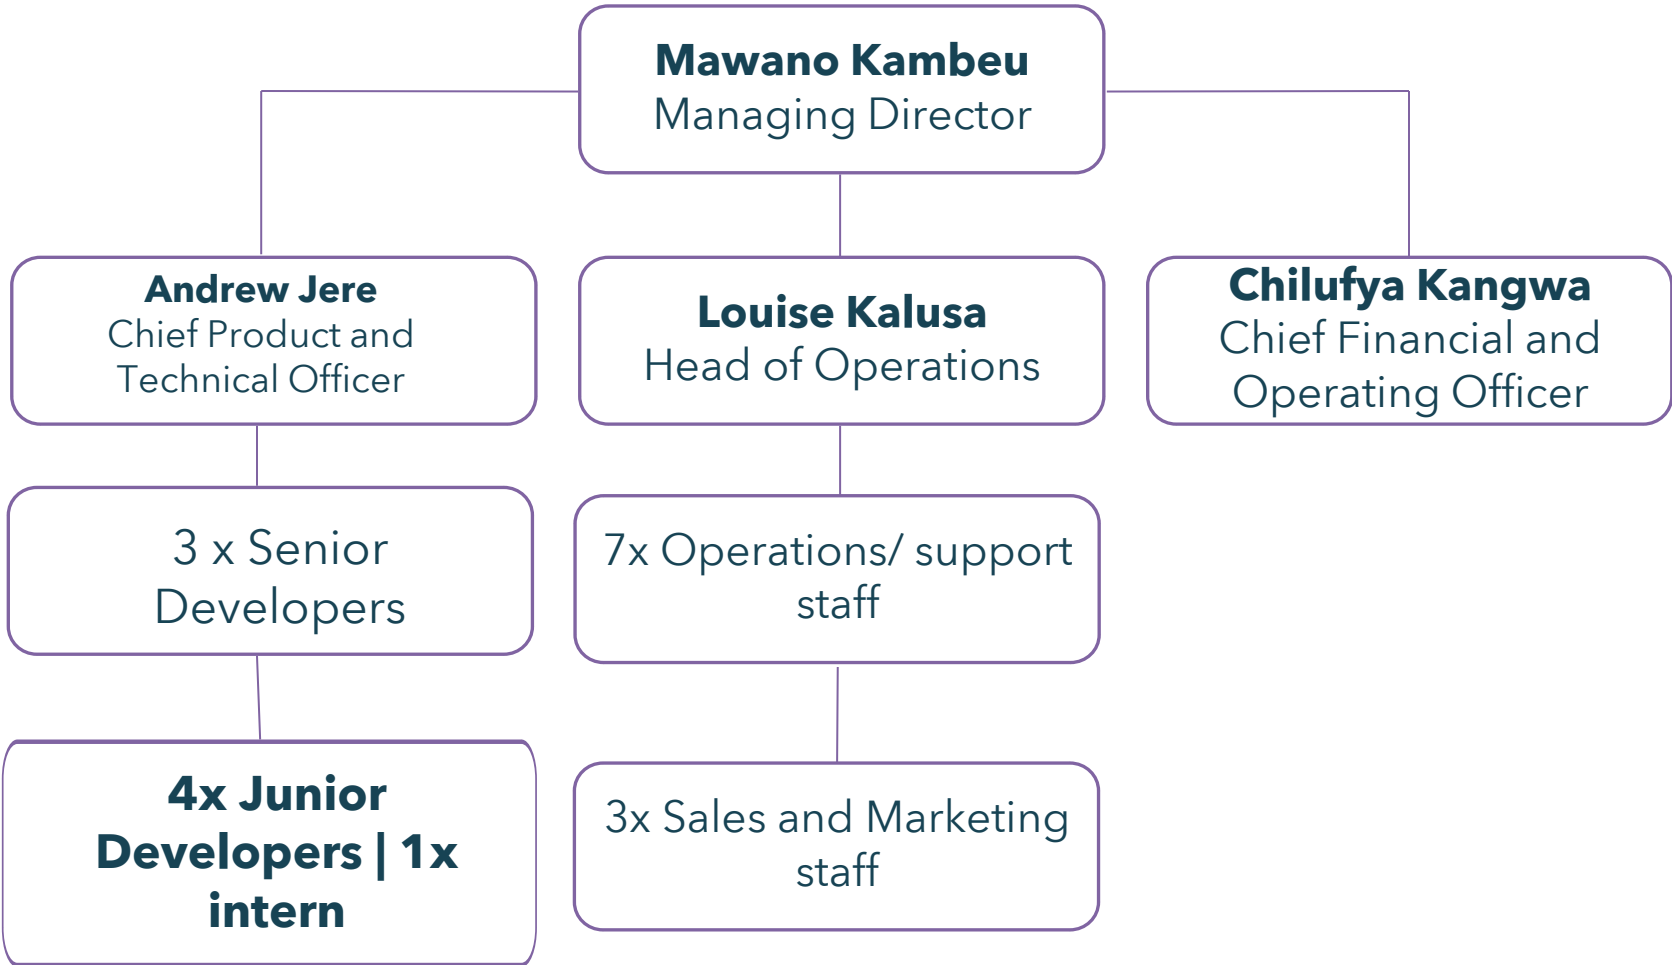 Mawano Kambeu
Managing Director
Andrew Jere
Chief Product and
Technical Officer
Louise Kalusa
Head of Operations
Chilufya Kangwa
Chief Financial and
Operating Officer
3 x Senior
Developers
7x Operations/ support
staff
4x Junior
Developers | 1x
intern
3x Sales and Marketing
staff